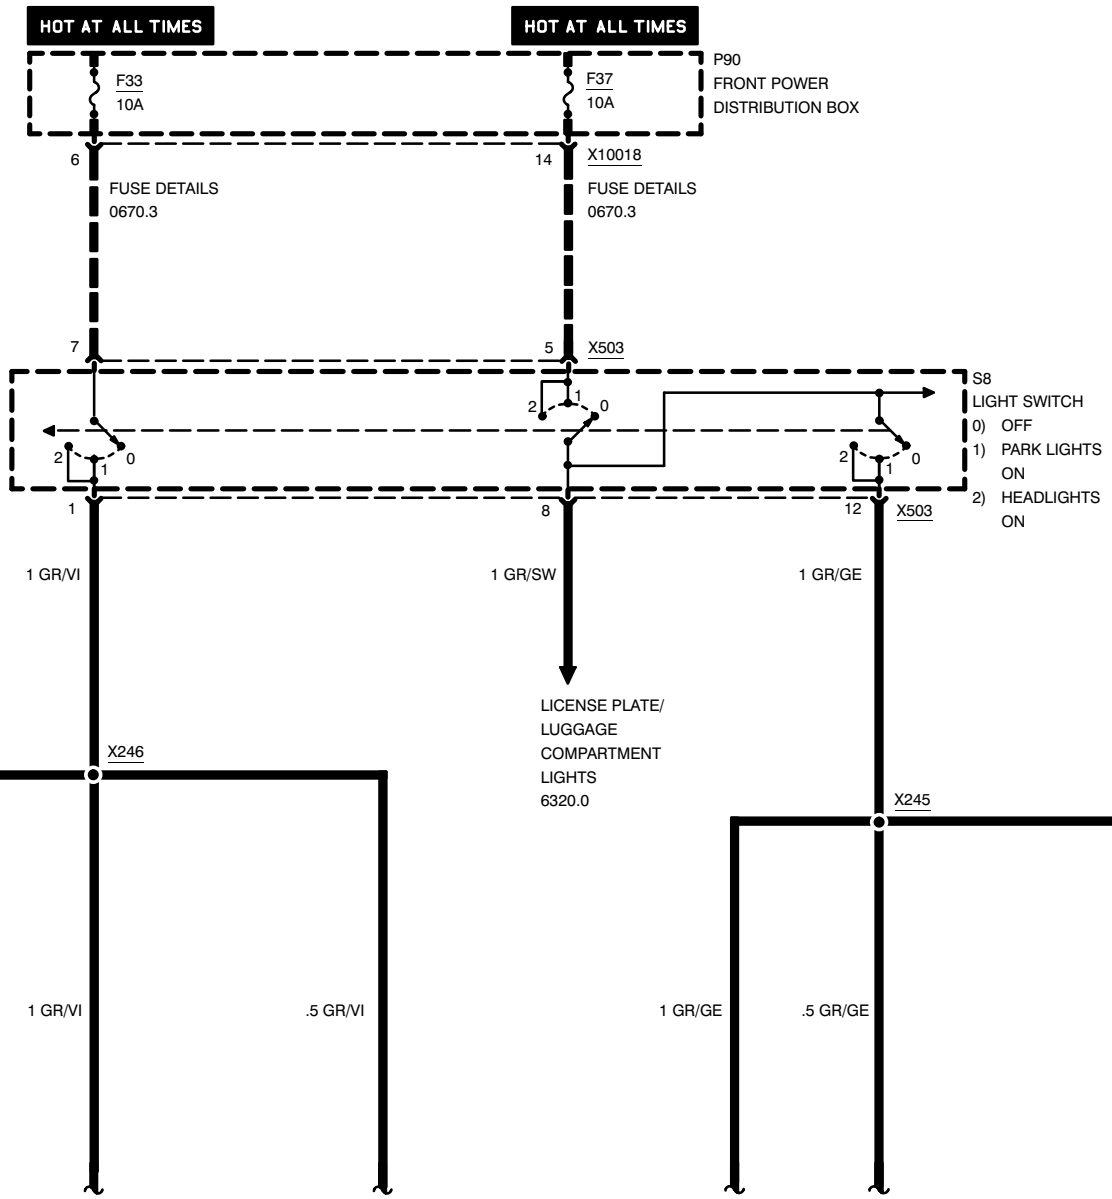 HOT AT ALL TIMES
HOT AT ALL TIMES
F33
10A
F37
10A
P90
FRONT POWER
DISTRIBUTION BOX
6
14
X10018
FUSE DETAILS
0670.3
FUSE DETAILS
0670.3
7
5
X503
2
1
0
2
1
0
2
1
0
S8
LIGHT SWITCH
0) OFF
1) PARK LIGHTS
ON
2) HEADLIGHTS
ON
1
8
12
X503
1 GR/VI
1 GR/SW
1 GR/GE
LICENSE PLATE/
LUGGAGE
COMPARTMENT
LIGHTS
6320.0
X246
X245
1 GR/VI
.5 GR/VI
1 GR/GE
.5 GR/GE